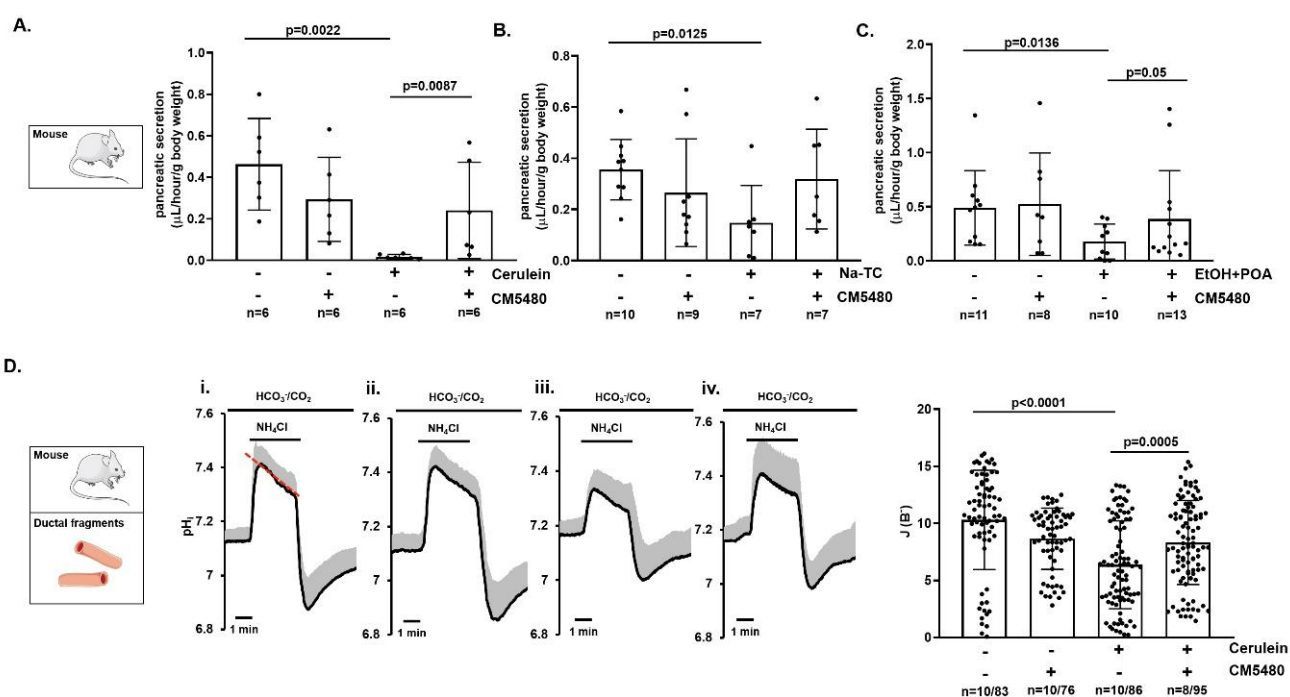 A.
Mouse
p=0.0022
p=0.0087
pancreatic secretion
(µL/hour/g body weight)
1.0
0.8
0.6
0.4
0.2
0.0
- - + + Cerulein
- + - + CM5480
n=6 n=6 n=6 n=6
B.
p=0.0125
pancreatic secretion
(µL/hour/g body weight)
0.8
0.6
0.4
0.2
0.0
- - + + Na-TC
- + - + CM5480
n=10 n=9 n=7 n=7
C.
p=0.0136
p=0.05
pancreatic secretion
(µL/hour/g body weight)
2.0
1.5
1.0
0.5
0.0
- - + + EtOH+POA
- + - + CM5480
n=11 n=8 n=10 n=13
D.
Mouse
Ductal fragments
i.
HCO₃⁻/CO₂
NH₄Cl
pHᵢ
7.6
7.4
7.2
7
6.8
1 min
ii.
HCO₃⁻/CO₂
NH₄Cl
7.6
7.4
7.2
7
6.8
1 min
iii.
HCO₃⁻/CO₂
NH₄Cl
7.6
7.4
7.2
7
6.8
1 min
iv.
HCO₃⁻/CO₂
NH₄Cl
7.6
7.4
7.2
7
6.8
1 min
p<0.0001
p=0.0005
J (B⁻)
20
15
10
5
0
- - + + Cerulein
- + - + CM5480
n=10/83 n=10/76 n=10/86 n=8/95